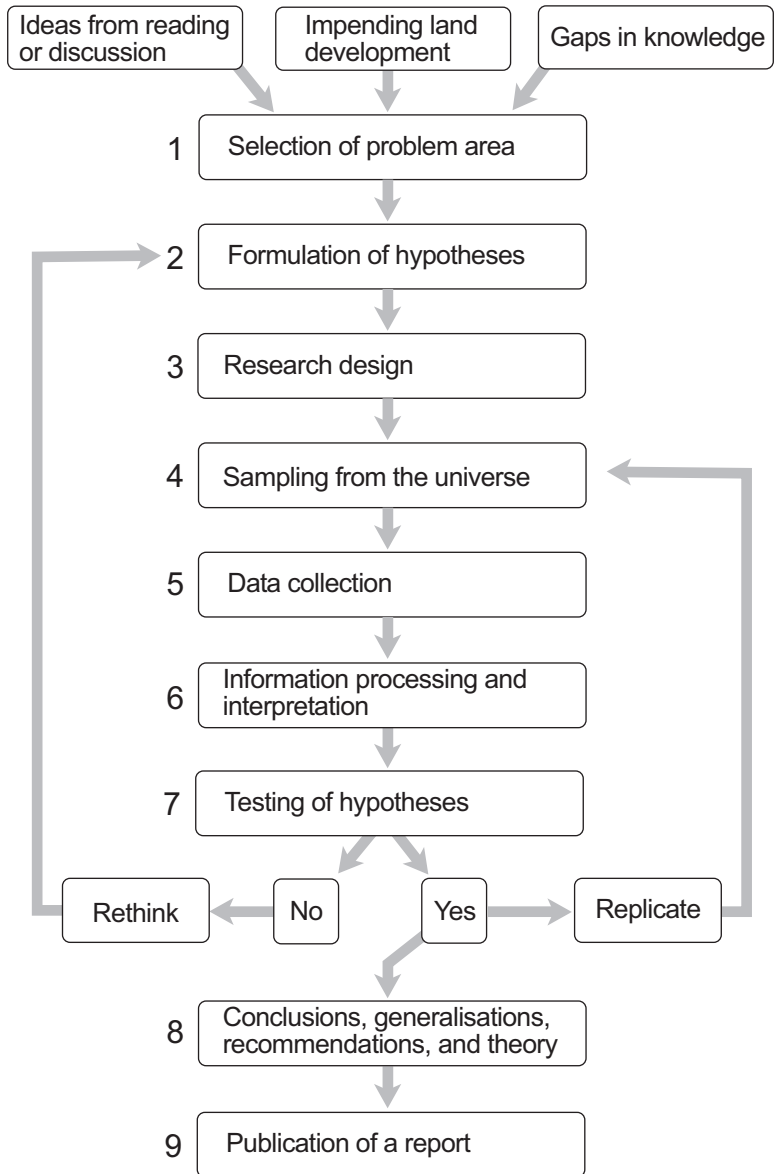 Ideas from reading
or discussion
Impending land
development
Gaps in knowledge
1 Selection of problem area
2 Formulation of hypotheses
3 Research design
4 Sampling from the universe
5 Data collection
6 Information processing and
interpretation
7 Testing of hypotheses
Rethink
No
Yes
Replicate
8 Conclusions, generalisations,
recommendations, and theory
9 Publication of a report